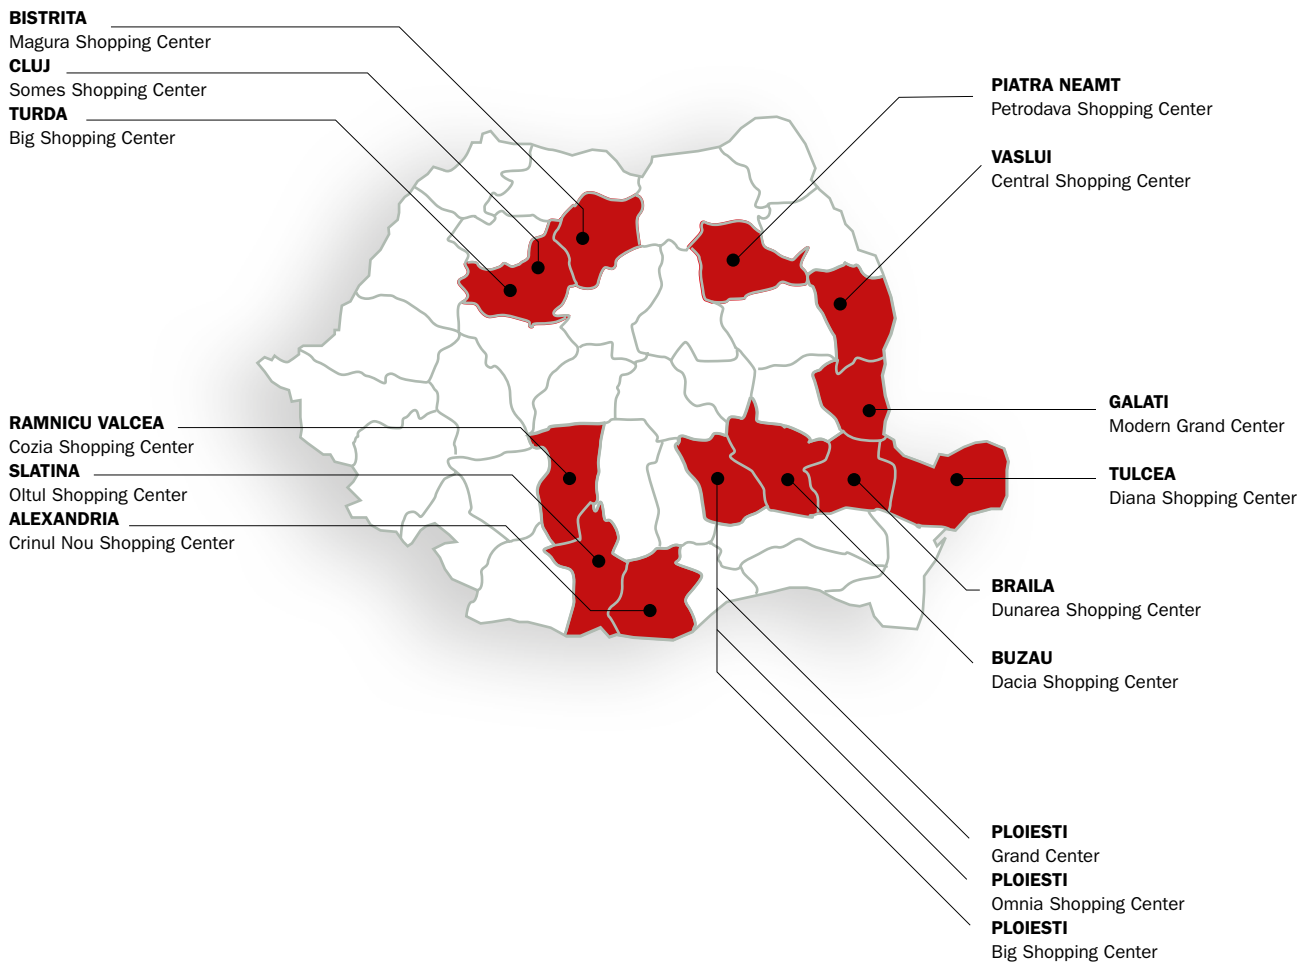 BISTRITA
Magura Shopping Center
CLUJ
Somes Shopping Center
TURDA
Big Shopping Center
PIATRA NEAMT
Petrodava Shopping Center
VASLUI
Central Shopping Center
GALATI
Modern Grand Center
TULCEA
Diana Shopping Center
RAMNICU VALCEA
Cozia Shopping Center
SLATINA
Oltul Shopping Center
ALEXANDRIA
Crinul Nou Shopping Center
BRAILA
Dunarea Shopping Center
BUZAU
Dacia Shopping Center
PLOIESTI
Grand Center
PLOIESTI
Omnia Shopping Center
PLOIESTI
Big Shopping Center